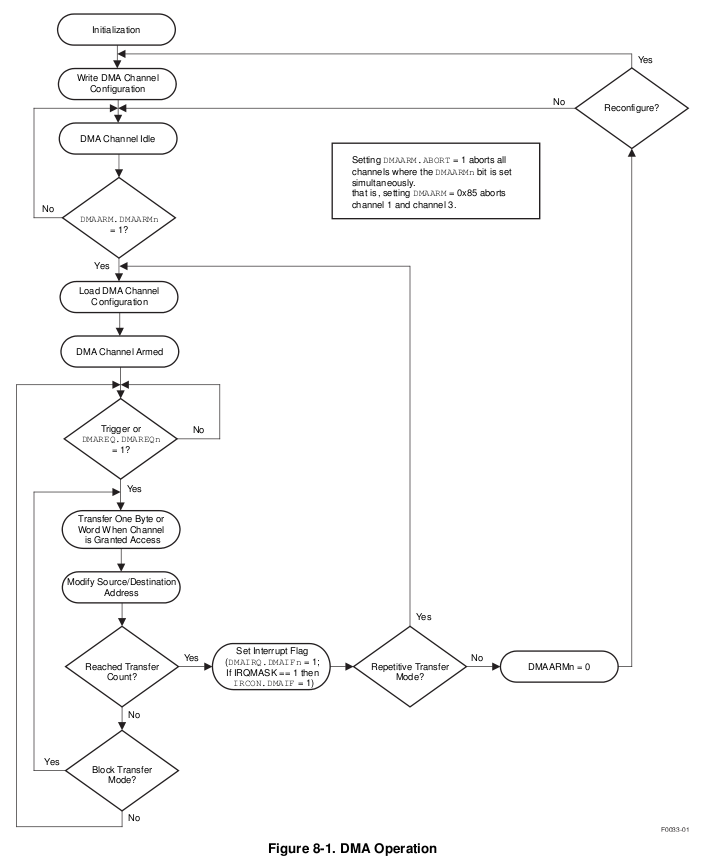 Initialization
Yes
Write DMA Channel
Configuration
No
Reconfigure?
DMA Channel Idle
Setting DMAARM.ABORT = 1 aborts all
channels where the DMAARMn bit is set
simultaneously.
that is, setting DMAARM = 0x85 aborts
channel 1 and channel 3.
No
DMAARM.DMAARMn
= 1?
Yes
Load DMA Channel
Configuration
DMA Channel Armed
Trigger or
DMAREQ.DMAREQn
= 1?
No
Yes
Transfer One Byte or
Word When Channel
is Granted Access
Modify Source/Destination
Address
Reached Transfer
Count?
Yes
Set Interrupt Flag
(DMAIRQ.DMAIFn = 1;
If IRQMASK == 1 then
IRCON.DMAIF = 1)
Yes
Repetitive Transfer
Mode?
No
DMAARMn = 0
No
Yes
Block Transfer
Mode?
No
F0033-01
Figure 8-1. DMA Operation